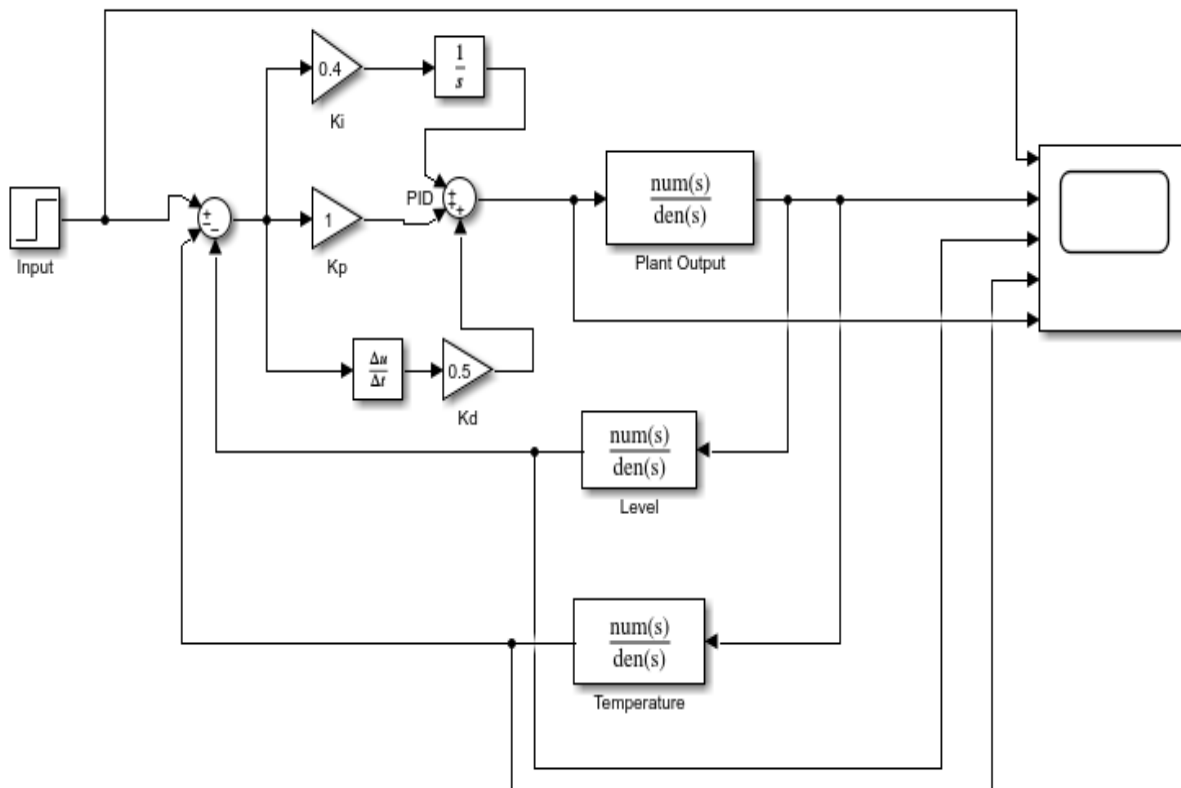 0.4
1
s
Ki
PID
+
+
+
num(s)
den(s)
Plant Output
Input
+
−
−
1
Kp
Δu
Δt
0.5
Kd
num(s)
den(s)
Level
num(s)
den(s)
Temperature